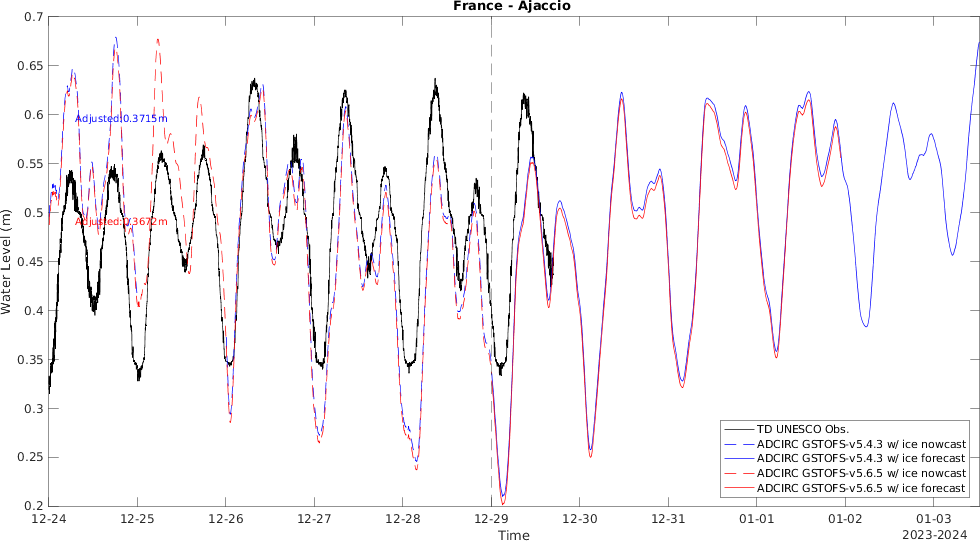 France - Ajaccio
0.7
0.65
0.6
0.55
0.5
0.45
0.4
0.35
0.3
0.25
0.2
Water Level (m)
Adjusted:0.3715m
Adjusted:0.3672m
TD UNESCO Obs.
ADCIRC GSTOFS-v5.4.3 w/ ice nowcast
ADCIRC GSTOFS-v5.4.3 w/ ice forecast
ADCIRC GSTOFS-v5.6.5 w/ ice nowcast
ADCIRC GSTOFS-v5.6.5 w/ ice forecast
12-24 12-25 12-26 12-27 12-28 12-29 12-30 12-31 01-01 01-02 01-03
Time
2023-2024